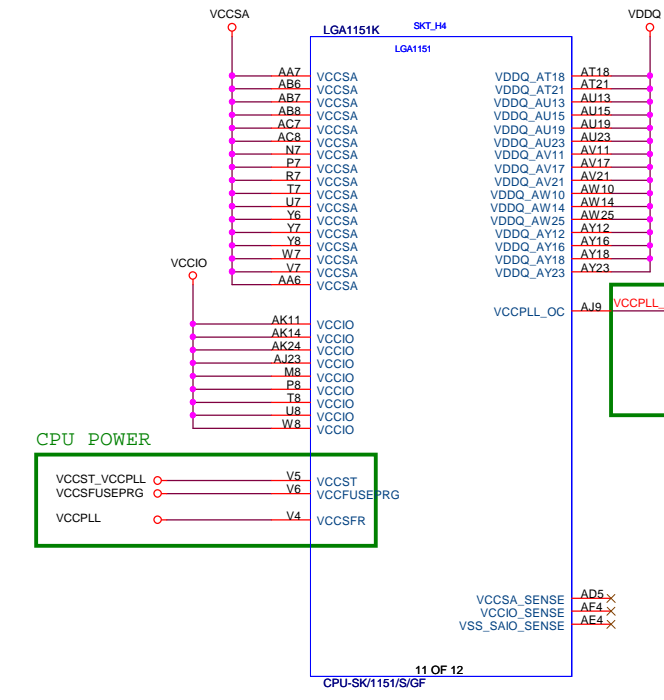 VCCSA
VDDQ
LGA1151K
SKT_H4
LGA1151
AA7 VCCSA VDDQ_AT18 AT18
AB6 VCCSA VDDQ_AT21 AT21
AB7 VCCSA VDDQ_AU13 AU13
AB8 VCCSA VDDQ_AU15 AU15
AC7 VCCSA VDDQ_AU19 AU19
AC8 VCCSA VDDQ_AU23 AU23
N7 VCCSA VDDQ_AV11 AV11
P7 VCCSA VDDQ_AV17 AV17
R7 VCCSA VDDQ_AV21 AV21
T7 VCCSA VDDQ_AW10 AW10
U7 VCCSA VDDQ_AW14 AW14
Y6 VCCSA VDDQ_AW25 AW25
Y7 VCCSA VDDQ_AY12 AY12
Y8 VCCSA VDDQ_AY16 AY16
W7 VCCSA VDDQ_AY18 AY18
V7 VCCSA VDDQ_AY23 AY23
AA6 VCCSA
VCCIO
VCCPLL_OC AJ9 VCCPLL_
AK11 VCCIO
AK14 VCCIO
AK24 VCCIO
AJ23 VCCIO
M8 VCCIO
P8 VCCIO
T8 VCCIO
U8 VCCIO
W8 VCCIO
CPU POWER
VCCST_VCCPLL V5 VCCST
VCCSFUSEPRG V6 VCCFUSEPRG
VCCPLL V4 VCCSFR
VCCSA_SENSE AD5
VCCIO_SENSE AF4
VSS_SAIO_SENSE AE4
11 OF 12
CPU-SK/1151/S/GF